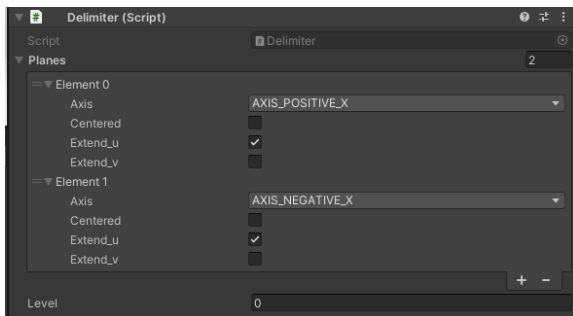 Delimiter (Script)
Script Delimiter
Planes 2
Element 0
Axis AXIS_POSITIVE_X
Centered
Extend_u
Extend_v
Element 1
Axis AXIS_NEGATIVE_X
Centered
Extend_u
Extend_v
+ -
Level 0